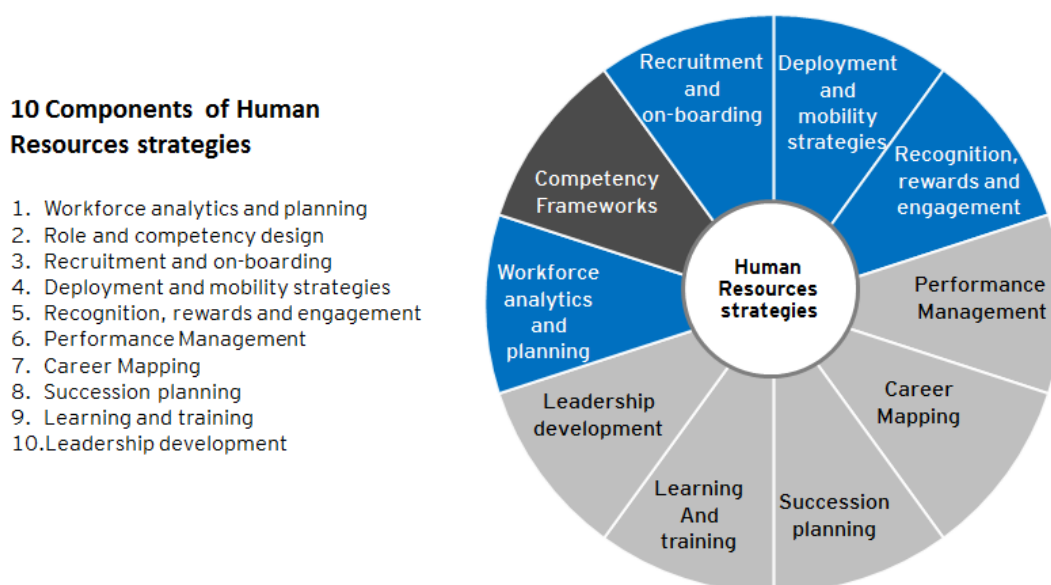 10 Components of Human
Resources strategies
1. Workforce analytics and planning
2. Role and competency design
3. Recruitment and on-boarding
4. Deployment and mobility strategies
5. Recognition, rewards and engagement
6. Performance Management
7. Career Mapping
8. Succession planning
9. Learning and training
10.Leadership development
Recruitment
and
on-boarding
Deployment
and
mobility
strategies
Recognition,
rewards and
engagement
Performance
Management
Career
Mapping
Succession
planning
Learning
And
training
Leadership
development
Workforce
analytics
and
planning
Competency
Frameworks
Human
Resources
strategies